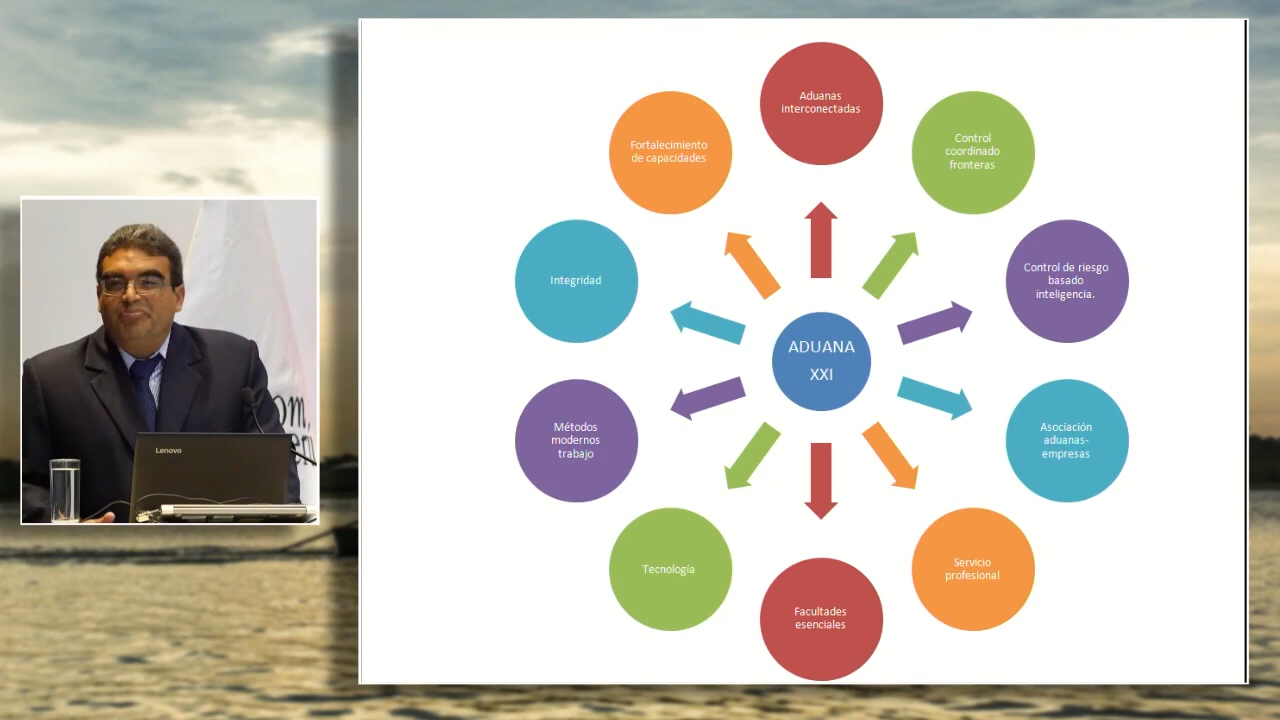 Aduanas
interconectadas
Control
coordinado
fronteras
Control de riesgo
basado
inteligencia.
Asociación
aduanas-
empresas
Servicio
profesional
Facultades
esenciales
Tecnología
Métodos
modernos
trabajo
Integridad
Fortalecimiento
de capacidades
ADUANA
XXI
Lenovo